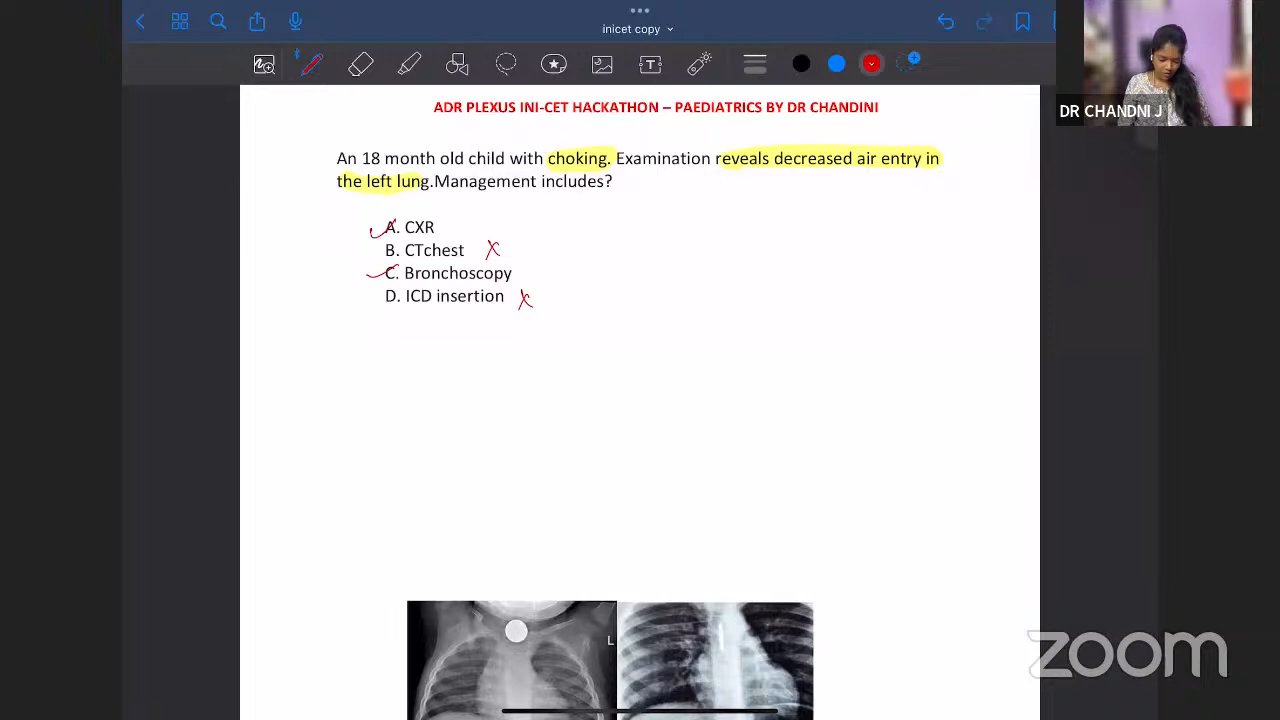 inicet copy
DR CHANDNI J
ADR PLEXUS INI-CET HACKATHON – PAEDIATRICS BY DR CHANDINI
An 18 month old child with choking. Examination reveals decreased air entry in
the left lung.Management includes?
A. CXR
B. CTchest
C. Bronchoscopy
D. ICD insertion
L
zoom